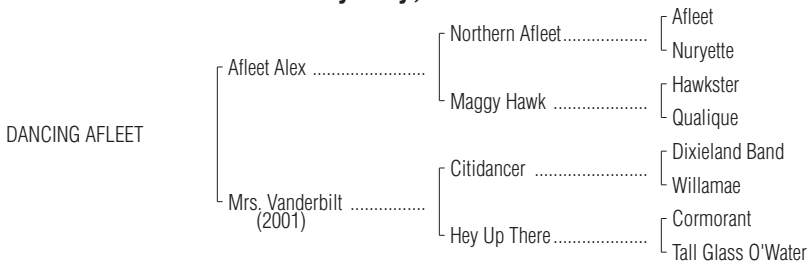 Afleet
Northern Afleet
Nuryette
Afleet Alex
Hawkster
Maggy Hawk
Qualique
DANCING AFLEET
Dixieland Band
Citidancer
Willamae
Mrs. Vanderbilt
(2001)
Cormorant
Hey Up There
Tall Glass O'Water